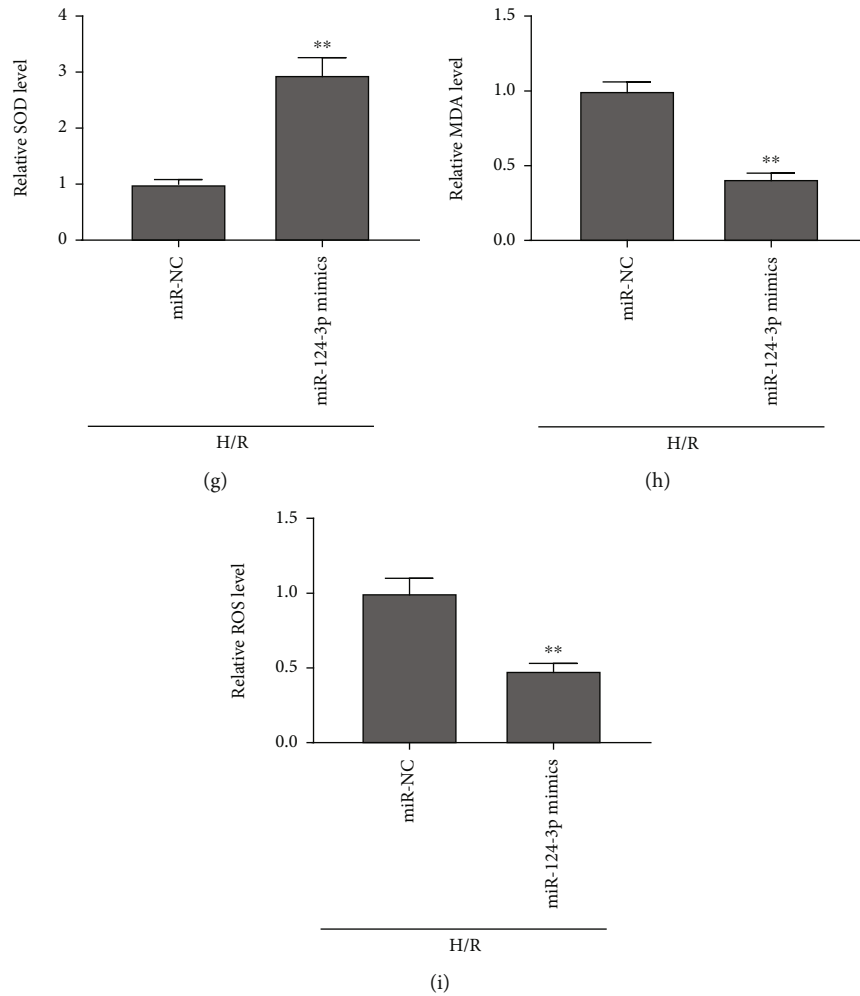 Relative SOD level
4
3
2
1
0
**
miR-NC
miR-124-3p mimics
H/R
(g)
Relative MDA level
1.5
1.0
0.5
0.0
**
miR-NC
miR-124-3p mimics
H/R
(h)
Relative ROS level
1.5
1.0
0.5
0.0
**
miR-NC
miR-124-3p mimics
H/R
(i)